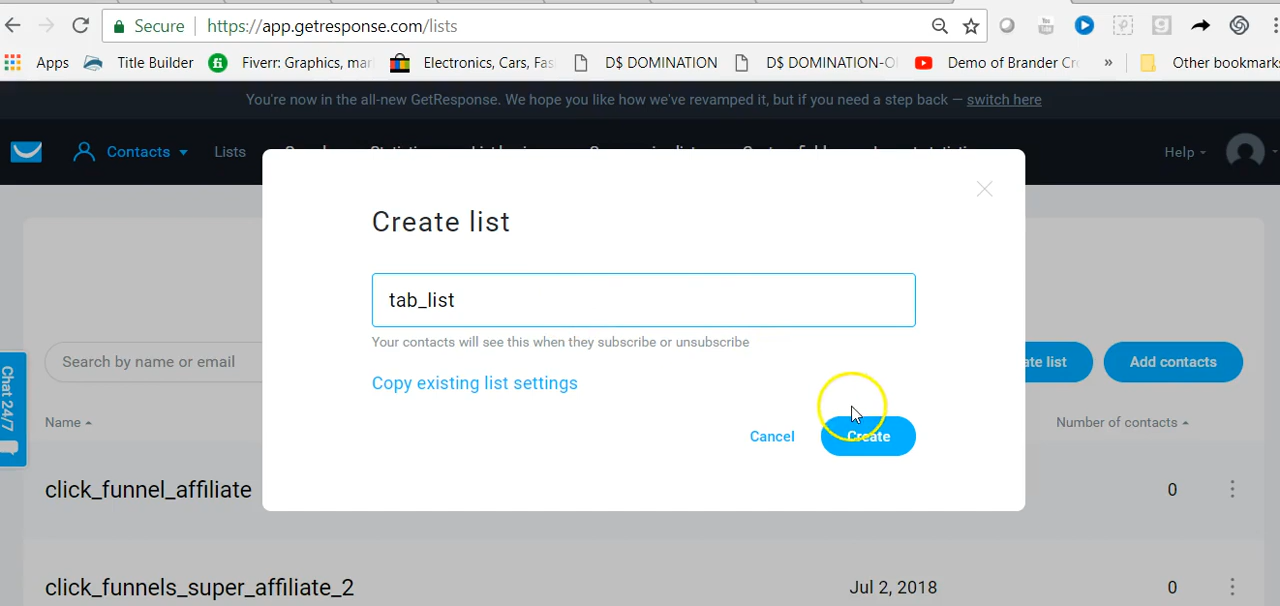 Secure https://app.getresponse.com/lists
Apps Title Builder Fiverr: Graphics, mar Electronics, Cars, Fas D$ DOMINATION D$ DOMINATION-O Demo of Brander Cr » Other bookmarks
You're now in the all-new GetResponse. We hope you like how we've revamped it, but if you need a step back — switch here
Contacts Lists Help
Create list
tab_list
Your contacts will see this when they subscribe or unsubscribe
Search by name or email ate list Add contacts
Copy existing list settings
Chat 24/7
Name Number of contacts
Cancel Create
click_funnel_affiliate 0
click_funnels_super_affiliate_2 Jul 2, 2018 0